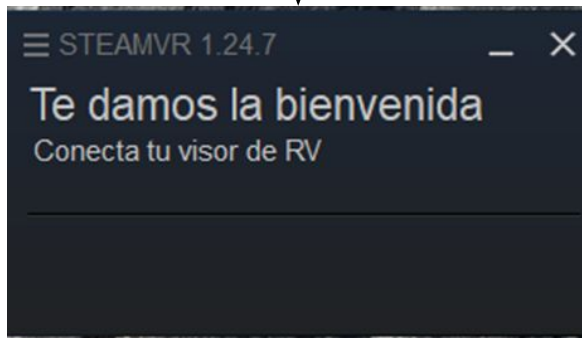 STEAMVR 1.24.7
Te damos la bienvenida
Conecta tu visor de RV